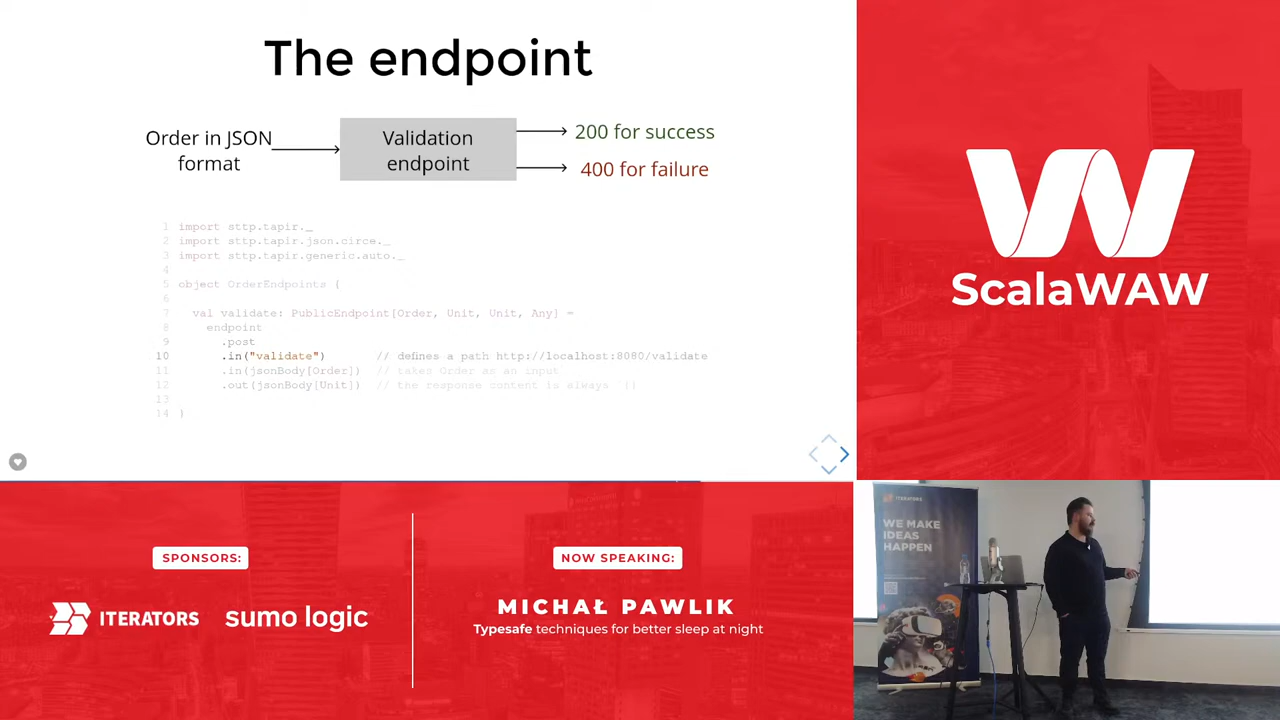 The endpoint
Order in JSON
format
Validation
endpoint
200 for success
400 for failure
1 import sttp.tapir._
2 import sttp.tapir.json.circe._
3 import sttp.tapir.generic.auto._
4
5 object OrderEndpoints {
6
7 val validate: PublicEndpoint[Order, Unit, Unit, Any] =
8 endpoint
9 .post
10 .in("validate") // defines a path http://localhost:8080/validate
11 .in(jsonBody[Order]) // takes Order as an input
12 .out(jsonBody[Unit]) // the response content is always `{}
13
14 }
ScalaWAW
SPONSORS:
ITERATORS
sumo logic
NOW SPEAKING:
MICHAŁ PAWLIK
Typesafe techniques for better sleep at night
ITERATORS
WE MAKE
IDEAS
HAPPEN